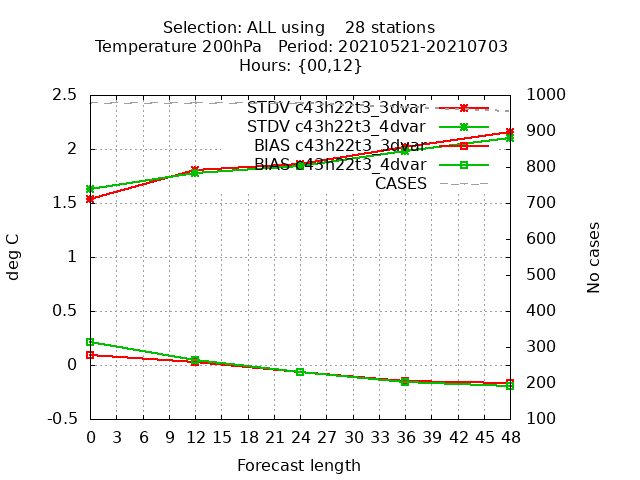 Selection: ALL using    28 stations
Temperature 200hPa   Period: 20210521-20210703
Hours: {00,12}
STDV c43h22t3_3dvar
STDV c43h22t3_4dvar
BIAS c43h22t3_3dvar
BIAS c43h22t3_4dvar
CASES
2.5
2
1.5
1
0.5
0
-0.5
deg C
1000
900
800
700
600
500
400
300
200
100
No cases
0 3 6 9 12 15 18 21 24 27 30 33 36 39 42 45 48
Forecast length